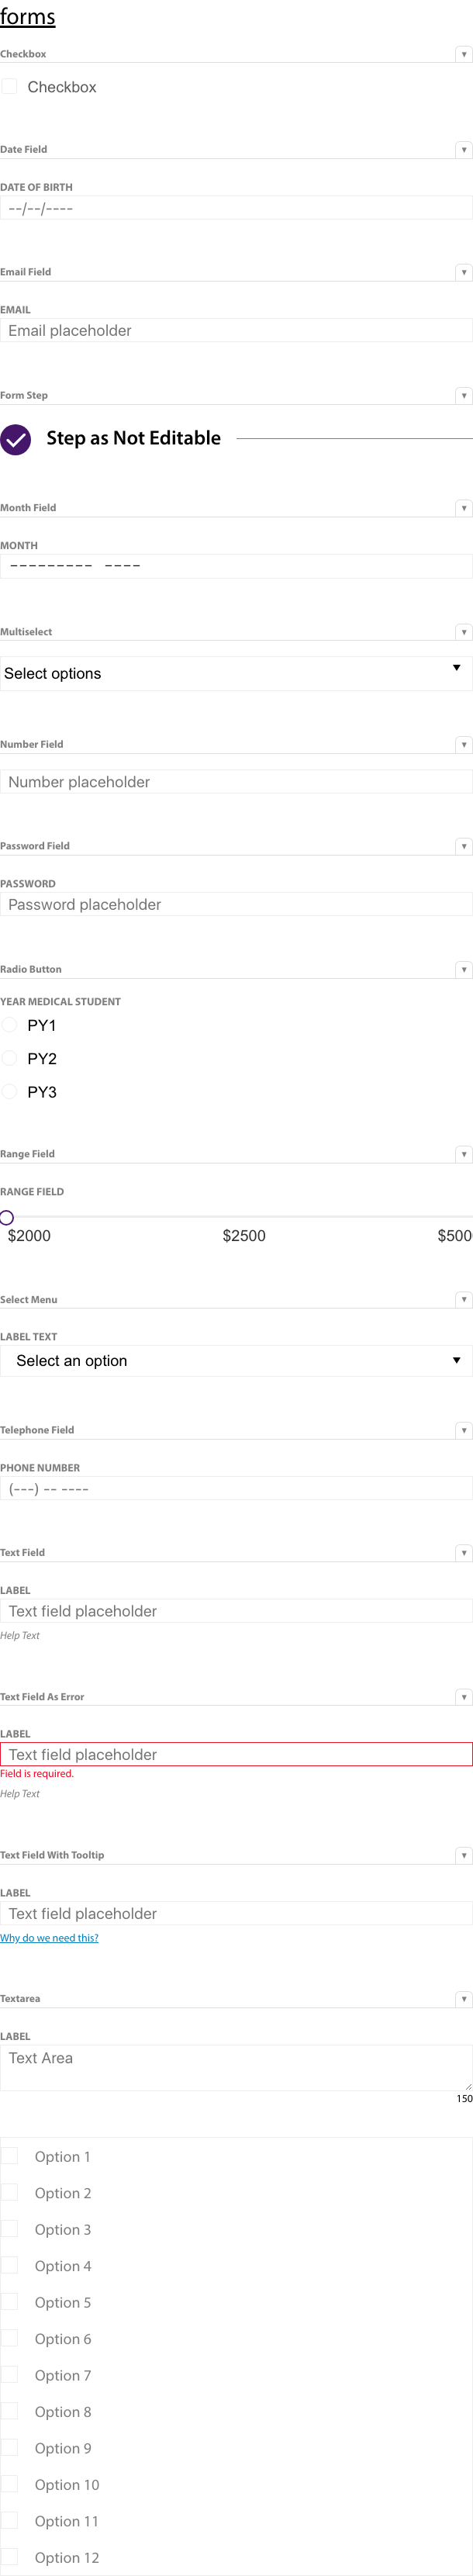 forms
Checkbox
Checkbox
Date Field
DATE OF BIRTH
--/--/----
Email Field
EMAIL
Email placeholder
Form Step
Step as Not Editable
Month Field
MONTH
--------- ----
Multiselect
Select options
Number Field
Number placeholder
Password Field
PASSWORD
Password placeholder
Radio Button
YEAR MEDICAL STUDENT
PY1
PY2
PY3
Range Field
RANGE FIELD
$2000 $2500 $500
Select Menu
LABEL TEXT
Select an option
Telephone Field
PHONE NUMBER
(---) -- ----
Text Field
LABEL
Text field placeholder
Help Text
Text Field As Error
LABEL
Text field placeholder
Field is required.
Help Text
Text Field With Tooltip
LABEL
Text field placeholder
Why do we need this?
Textarea
LABEL
Text Area
150
Option 1
Option 2
Option 3
Option 4
Option 5
Option 6
Option 7
Option 8
Option 9
Option 10
Option 11
Option 12